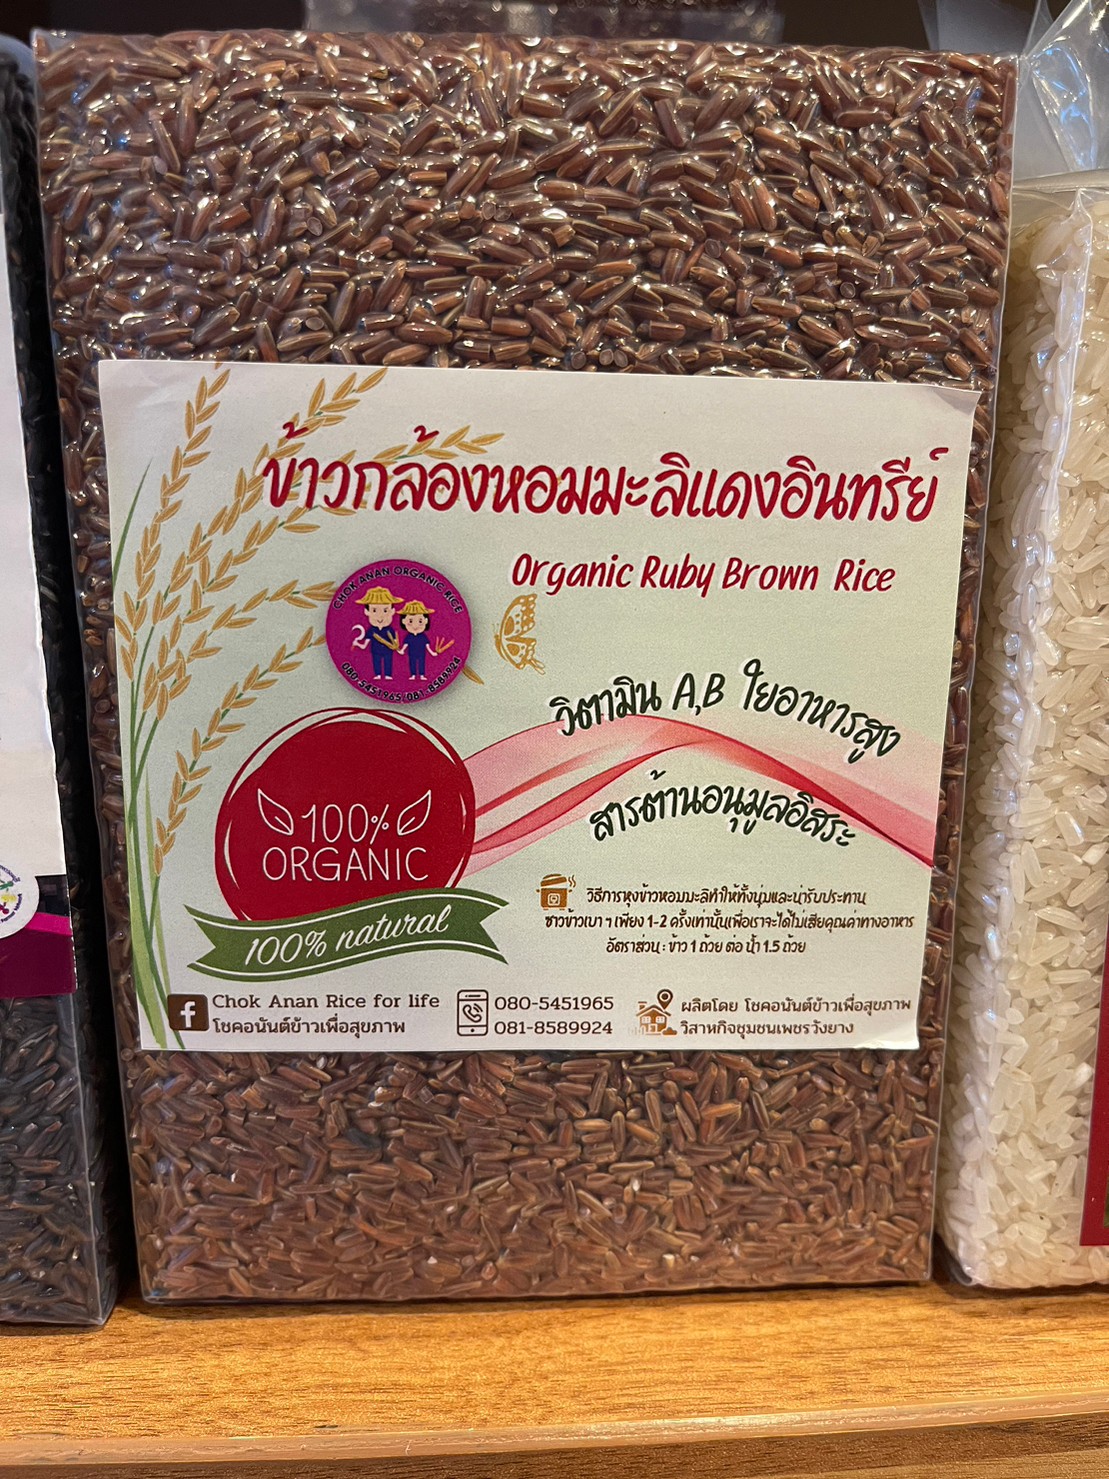 ข้าวกล้องหอมมะลิแดงอินทรีย์
Organic Ruby Brown Rice
CHOK ANAN ORGANIC RICE
2
080-5451965/081-8589924
วิตามิน A,B ใยอาหารสูง
สารต้านอนุมูลอิสระ
100%
ORGANIC
100% natural
วิธีการหุงข้าวหอมมะลิทำให้ทั้งนุ่มและน่ารับประทาน
ซาวข้าวเบา ๆ เพียง 1-2 ครั้งเท่านั้นเพื่อเราจะได้ไม่เสียคุณค่าทางอาหาร
อัตราส่วน : ข้าว 1 ถ้วย ต่อ น้ำ 1.5 ถ้วย
f
Chok Anan Rice for life
โชคอนันต์ข้าวเพื่อสุขภาพ
080-5451965
081-8589924
ผลิตโดย โชคอนันต์ข้าวเพื่อสุขภาพ
วิสาหกิจชุมชนเพชรวังยาง